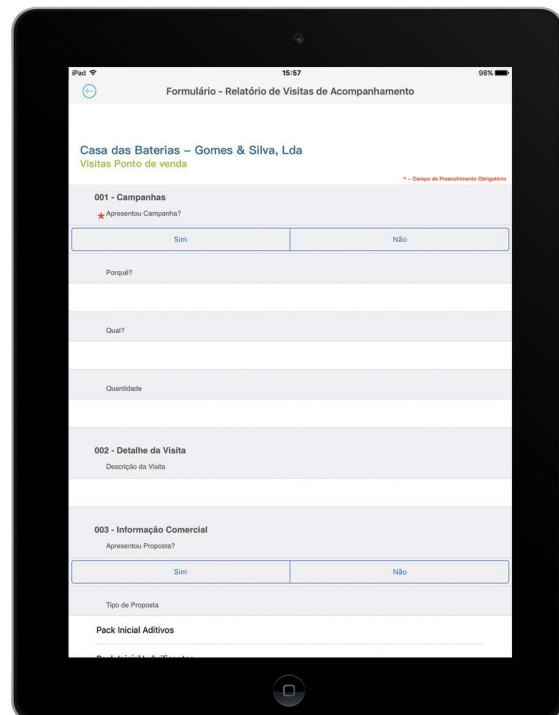 iPad 15:57 98%
Formulário - Relatório de Visitas de Acompanhamento
Casa das Baterias – Gomes & Silva, Lda
Visitas Ponto de venda
* – Campo de Preenchimento Obrigatório
001 - Campanhas
* Apresentou Campanha?
Sim Não
Porquê?
Qual?
Quantidade
002 - Detalhe da Visita
Descrição da Visita
003 - Informação Comercial
Apresentou Proposta?
Sim Não
Tipo de Proposta
Pack Inicial Aditivos